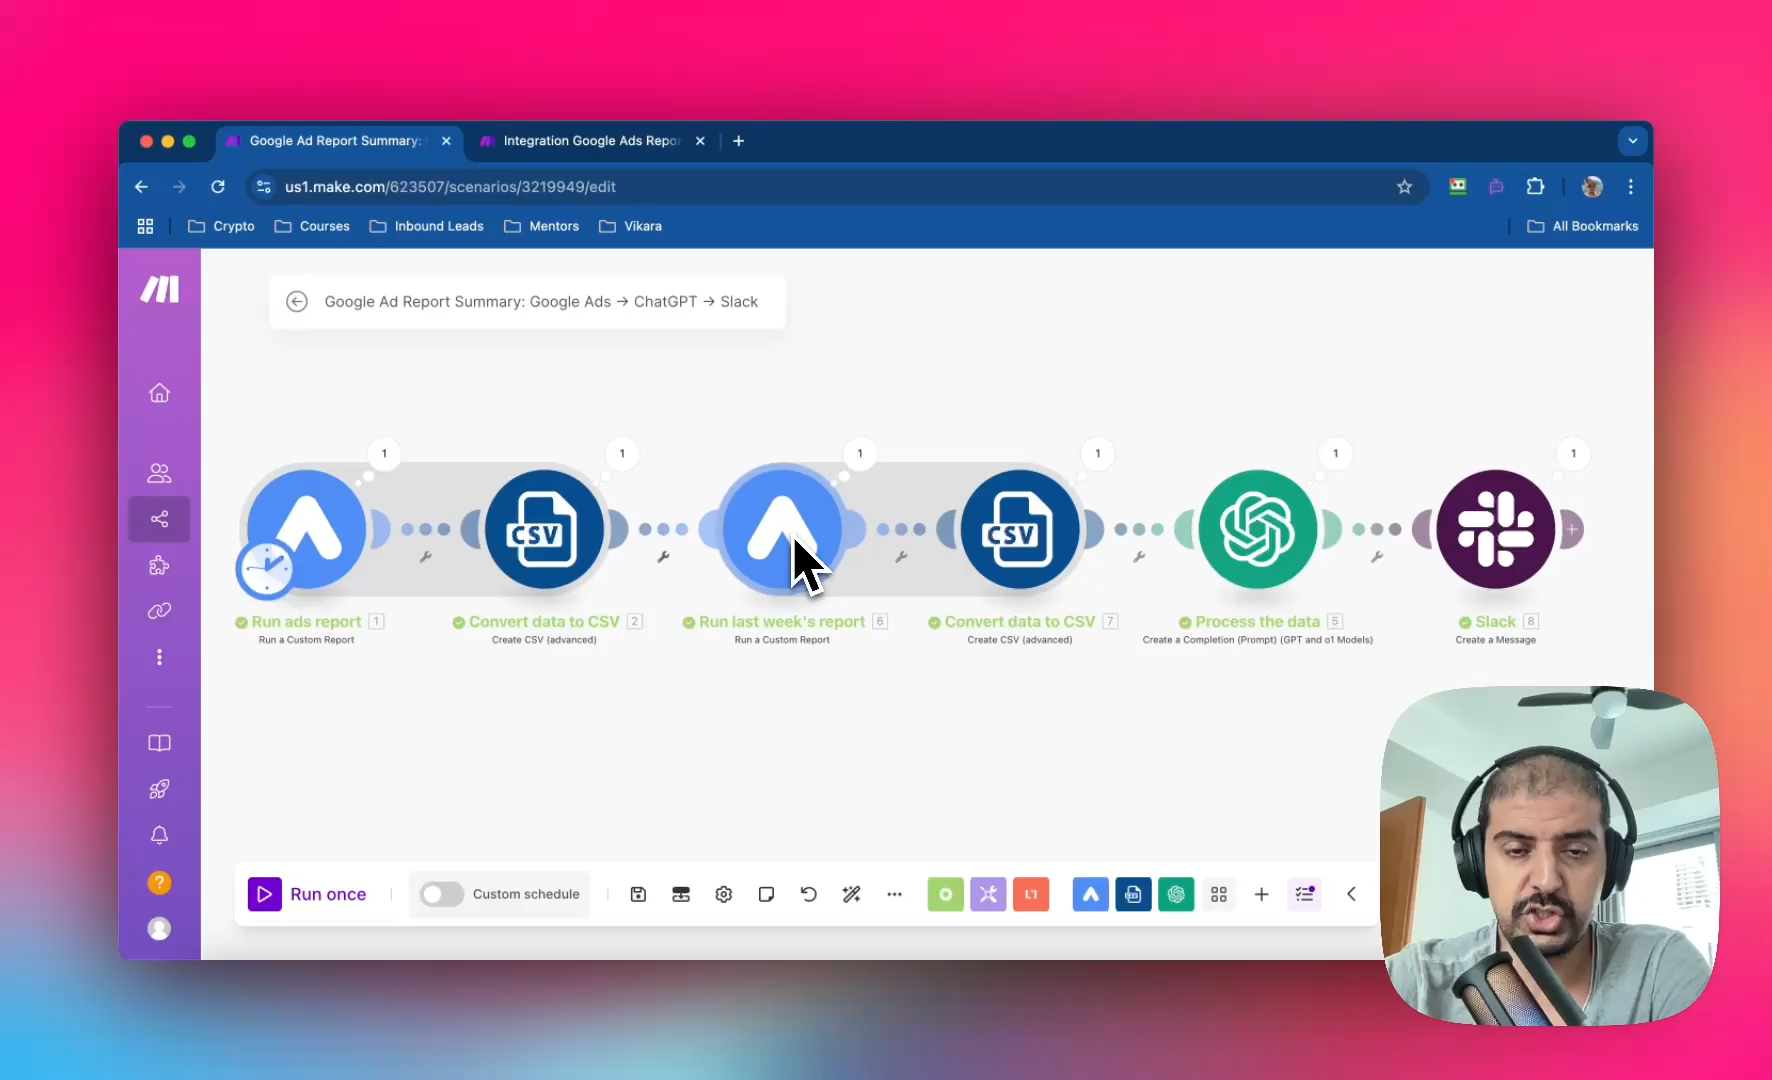 Google Ad Report Summary:
Integration Google Ads Repor
us1.make.com/623507/scenarios/3219949/edit
Crypto
Courses
Inbound Leads
Mentors
Vikara
All Bookmarks
Google Ad Report Summary: Google Ads → ChatGPT → Slack
1
1
1
1
1
1
CSV
CSV
Run ads report 1
Run a Custom Report
Convert data to CSV 2
Create CSV (advanced)
Run last week's report 6
Run a Custom Report
Convert data to CSV 7
Create CSV (advanced)
Process the data 5
Create a Completion (Prompt) (GPT and o1 Models)
Slack 8
Create a Message
Run once
Custom schedule